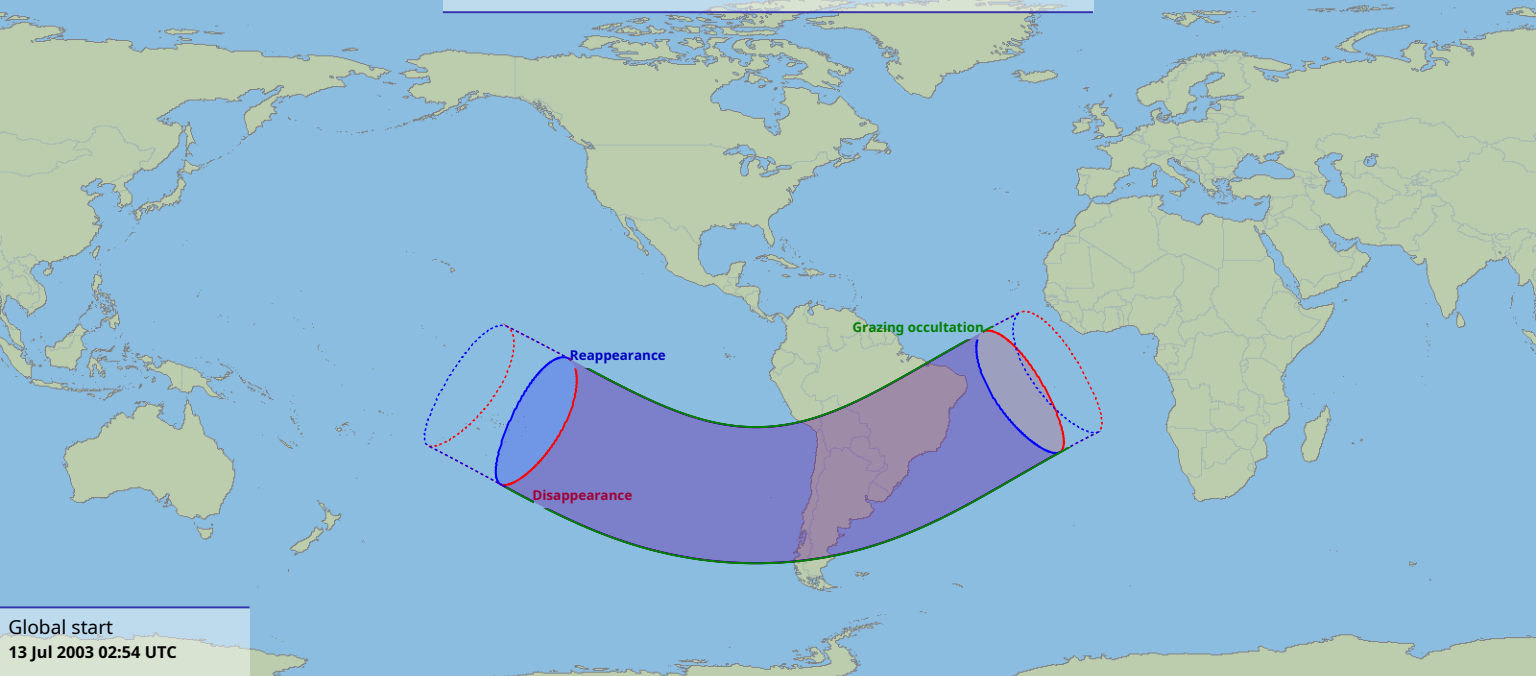 Grazing occultation
Reappearance
Disappearance
Global start
13 Jul 2003 02:54 UTC